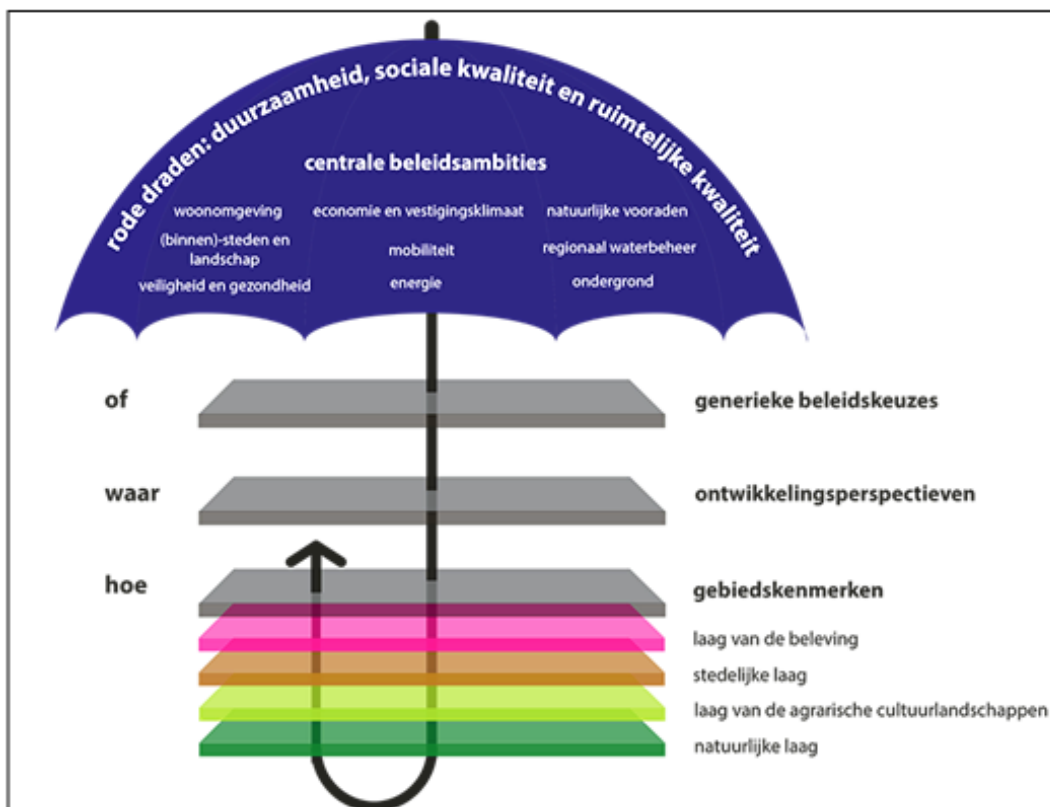 rode draden: duurzaamheid, sociale kwaliteit en ruimtelijke kwaliteit
centrale beleidsambities
woonomgeving
economie en vestigingsklimaat
natuurlijke vooraden
(binnen)-steden en
landschap
mobiliteit
regionaal waterbeheer
veiligheid en gezondheid
energie
ondergrond
of
generieke beleidskeuzes
waar
ontwikkelingsperspectieven
hoe
gebiedskenmerken
laag van de beleving
stedelijke laag
laag van de agrarische cultuurlandschappen
natuurlijke laag